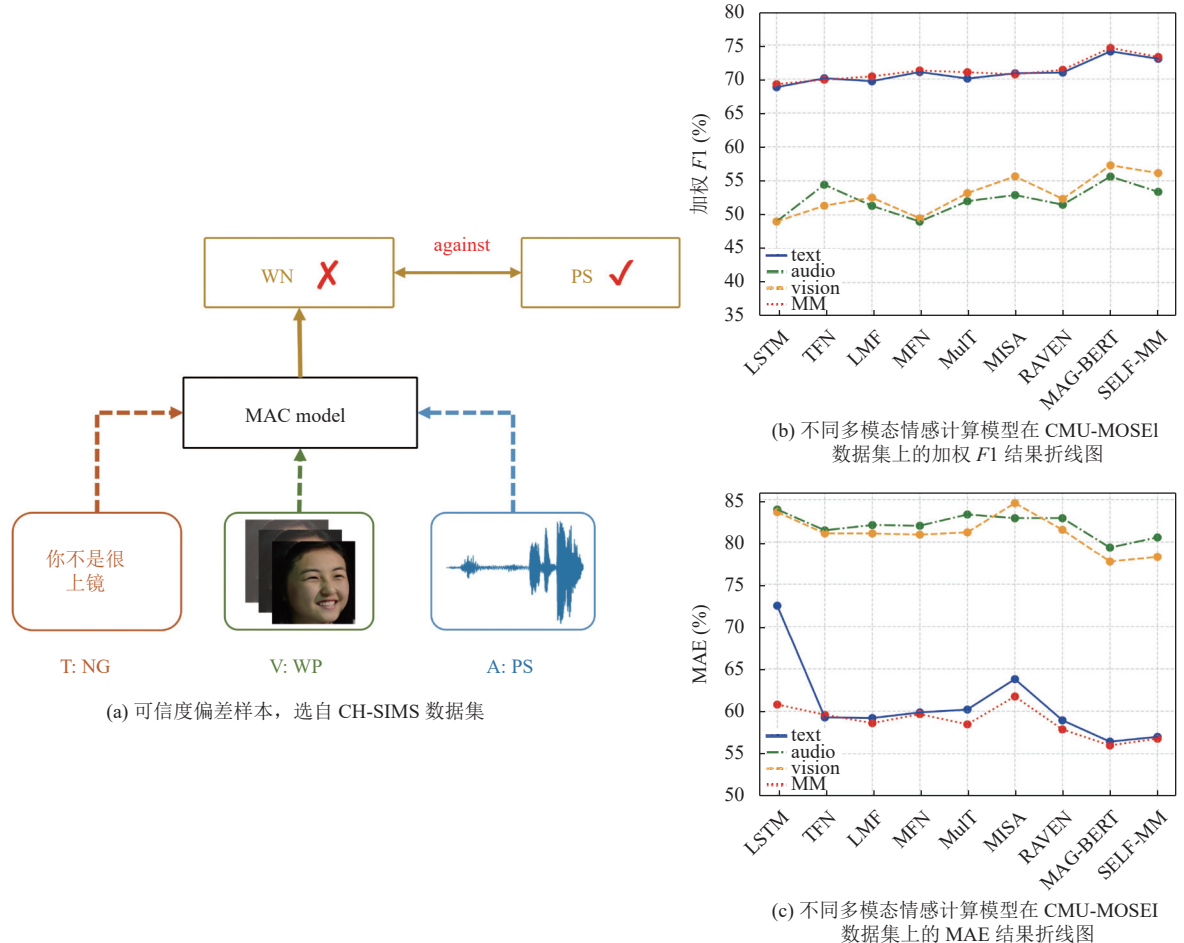 WN ✗
against
PS ✓
MAC model
你不是很
上镜
T: NG
V: WP
A: PS
(a) 可信度偏差样本，选自 CH-SIMS 数据集
80
75
70
65
60
55
50
45
40
35
加权 F1 (%)
text
audio
vision
MM
LSTM
TFN
LMF
MFN
MulT
MISA
RAVEN
MAG-BERT
SELF-MM
(b) 不同多模态情感计算模型在 CMU-MOSEl
数据集上的加权 F1 结果折线图
85
80
75
70
65
60
55
50
MAE (%)
text
audio
vision
MM
LSTM
TFN
LMF
MFN
MulT
MISA
RAVEN
MAG-BERT
SELF-MM
(c) 不同多模态情感计算模型在 CMU-MOSEI
数据集上的 MAE 结果折线图